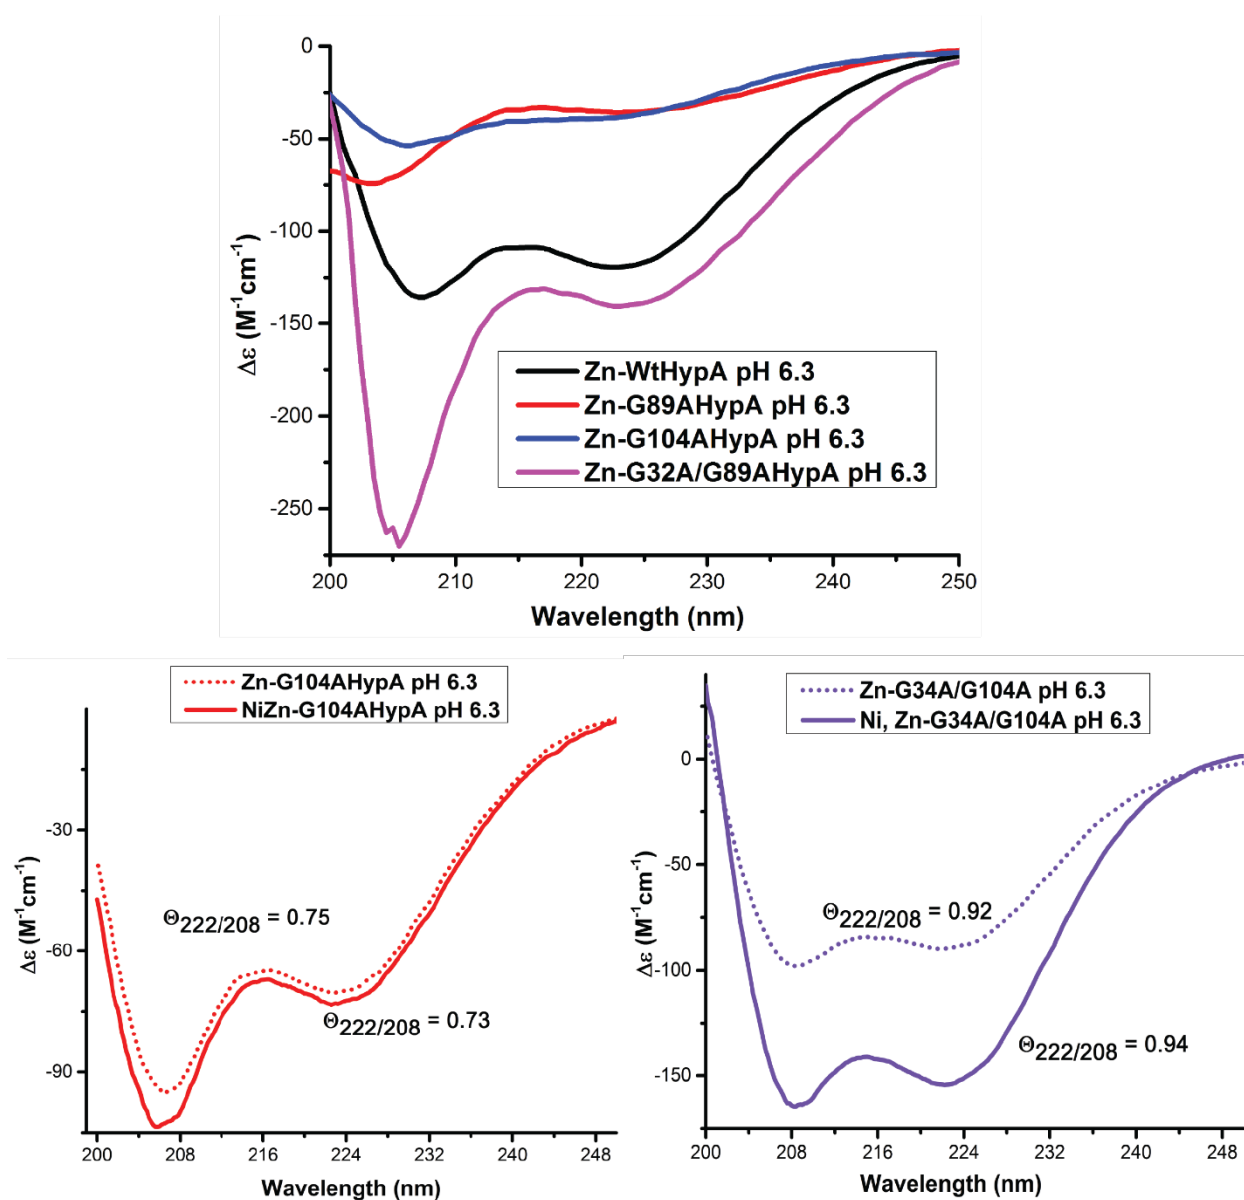 0
-50
-100
-150
-200
-250
Δε (M⁻¹cm⁻¹)
Zn-WtHypA pH 6.3
Zn-G89AHypA pH 6.3
Zn-G104AHypA pH 6.3
Zn-G32A/G89AHypA pH 6.3
200 210 220 230 240 250
Wavelength (nm)
Zn-G104AHypA pH 6.3
NiZn-G104AHypA pH 6.3
-30
-60
-90
Δε (M⁻¹cm⁻¹)
Θ222/208 = 0.75
Θ222/208 = 0.73
200 208 216 224 232 240 248
Wavelength (nm)
Zn-G34A/G104A pH 6.3
Ni, Zn-G34A/G104A pH 6.3
0
-50
-100
-150
Δε (M⁻¹cm⁻¹)
Θ222/208 = 0.92
Θ222/208 = 0.94
200 208 216 224 232 240 248
Wavelength (nm)